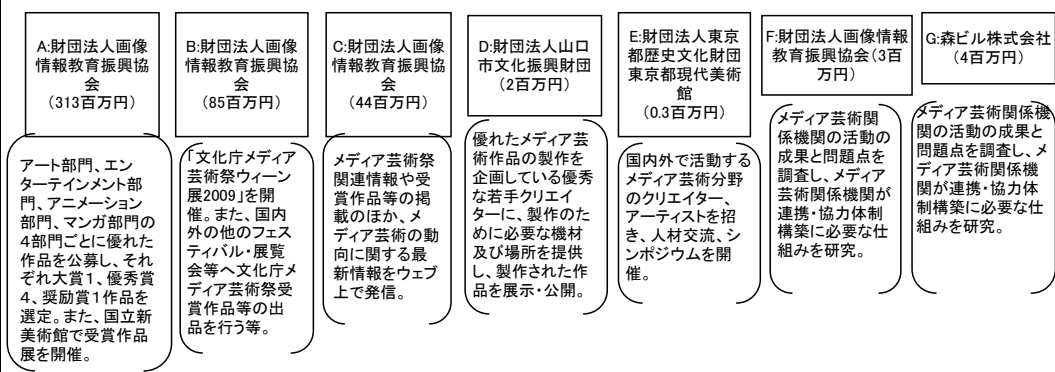 A:財団法人画像
情報教育振興協
会
（313百万円）
アート部門、エン
ターテインメント部
門、アニメーション
部門、マンガ部門の
4部門ごとに優れた
作品を公募し、それ
ぞれ大賞1、優秀賞
4、奨励賞1作品を
選定。また、国立新
美術館で受賞作品
展を開催。
B:財団法人画像
情報教育振興協
会
（85百万円）
「文化庁メディア
芸術祭ウィーン
展2009」を開
催。また、国内
外の他のフェス
ティバル・展覧
会等へ文化庁メ
ディア芸術祭受
賞作品等の出
品を行う等。
C:財団法人画像
情報教育振興協
会
（44百万円）
メディア芸術祭
関連情報や受
賞作品等の掲
載のほか、メ
ディア芸術の動
向に関する最
新情報をウェブ
上で発信。
D:財団法人山口
市文化振興財団
（2百万円）
優れたメディア芸
術作品の製作を
企画している優秀
な若手クリエイ
ターに、製作のた
めに必要な機材
及び場所を提供
し、製作された作
品を展示・公開。
E:財団法人東京
都歴史文化財団
東京都現代美術
館
（0.3百万円）
国内外で活動する
メディア芸術分野
のクリエイター、
アーティストを招
き、人材交流、シ
ンポジウムを開
催。
F:財団法人画像情報
教育振興協会（3百
万円）
メディア芸術関
係機関の活動の
成果と問題点を
調査し、メディア
芸術関係機関が
連携・協力体制
構築に必要な仕
組みを研究。
G:森ビル株式会社
（4百万円）
メディア芸術関係機
関の活動の成果と
問題点を調査し、メ
ディア芸術関係機
関が連携・協力体
制構築に必要な仕
組みを研究。